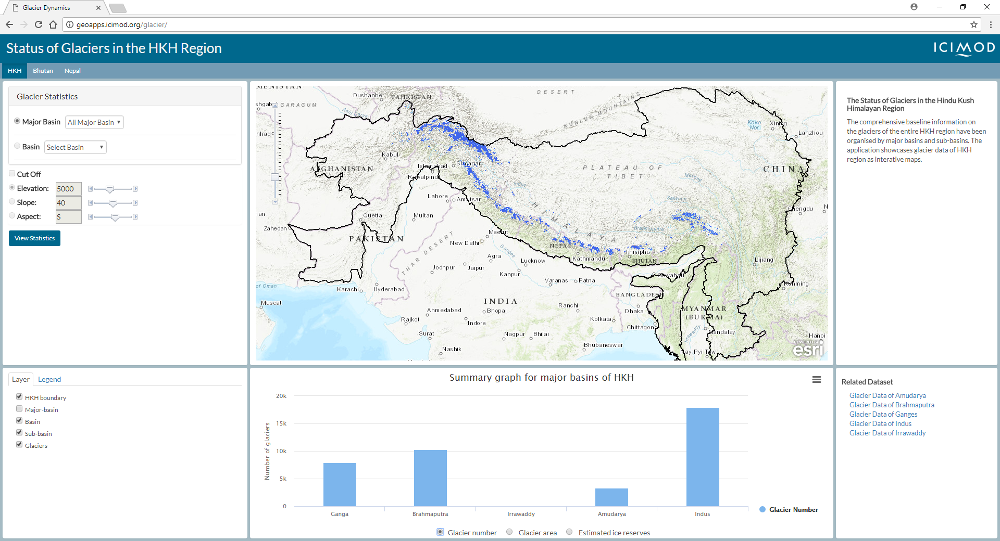 Glacier Dynamics
geoapps.icimod.org/glacier/
Status of Glaciers in the HKH Region
ICIMOD
HKH Bhutan Nepal
Glacier Statistics
Major Basin All Major Basin
Basin Select Basin
Cut Off
Elevation: 5000
Slope: 40
Aspect: S
View Statistics
MENISTAN
Dushanbe
TAJIKISTAN
DESERT
shgab
GARAGUM
Amu Darya
KUNLUN MOUNTAINS
Koko
Nor
Xining
Lanzhou
hhad
Kabul
Islamabad
Srinagar
AFGHANISTAN
PLATEAU OF
TIBET
CHINA
Rawalpindi
Mekong
Indus
Lahore
Amritsar
Salween
an
Quetta
Multan
HIMALAYA
Chengdu
N
Zahedan
Meerut
Brahmaputra
PAKISTAN
New Delhi
Ganges
NEPAL
Thimphu
THAR DESERT
Agra
Lucknow
Kathmandu
BHUTAN
Lijiang
Jodhpur
Jaipur
Kanpur
Guwahati
of Oman
Karachi
Hyderabad
Varanasi
Patna
Kunming
BANGLADESH
Muscat
INDIA
Ranchi
Ahmedabad
Bhopal
Dhaka
MYANMAR
(BURMA)
Rajkot
Indore
Kolkata
Chittagong
Irrawaddy
Mandalay
Surat
Nagpur
Bhilai
Hanoi
Nashik
Bhubaneswar
Nay Pyi Taw
POWERED BY
esri
The Status of Glaciers in the Hindu Kush
Himalayan Region
The comprehensive baseline information on
the glaciers of the entire HKH region have been
organised by major basins and sub-basins. The
application showcases glacier data of HKH
region as interative maps.
Layer Legend
HKH boundary
Major-basin
Basin
Sub-basin
Glaciers
Summary graph for major basins of HKH
Number of glaciers
20k
15k
10k
5k
0
Ganga Brahmaputra Irrawaddy Amudarya Indus
Glacier Number
Glacier number Glacier area Estimated ice reserves
Related Dataset
Glacier Data of Amudarya
Glacier Data of Brahmaputra
Glacier Data of Ganges
Glacier Data of Indus
Glacier Data of Irrawaddy